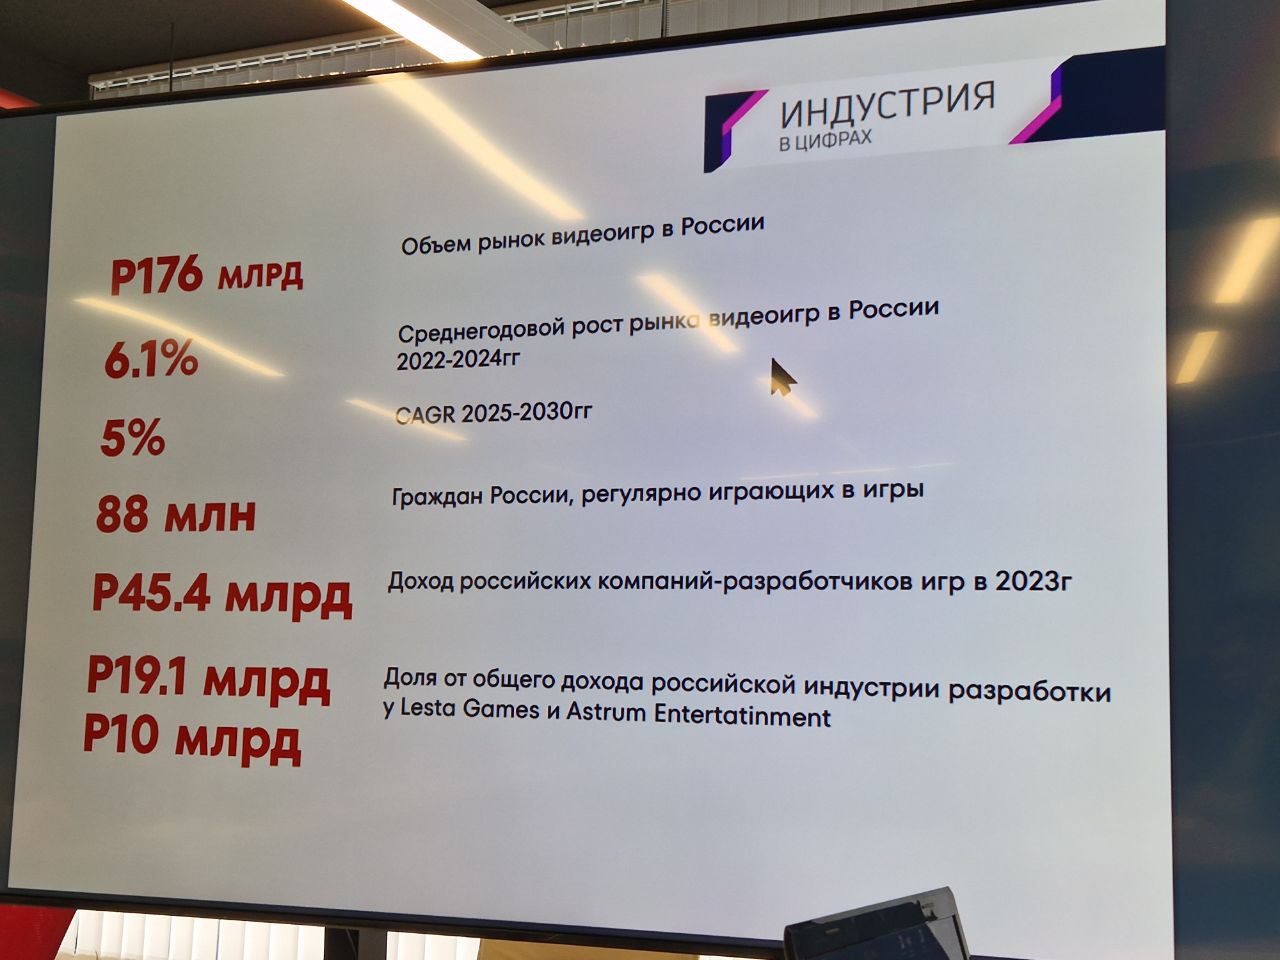 ИНДУСТРИЯ
В ЦИФРАХ
Р176 МЛРД
Объем рынок видеоигр в России
6.1%
Среднегодовой рост рынка видеоигр в России
2022-2024гг
5%
CAGR 2025-2030гг
88 млн
Граждан России, регулярно играющих в игры
Р45.4 млрд
Доход российских компаний-разработчиков игр в 2023г
Р19.1 млрд
Р10 млрд
Доля от общего дохода российской индустрии разработки
у Lesta Games и Astrum Entertatinment